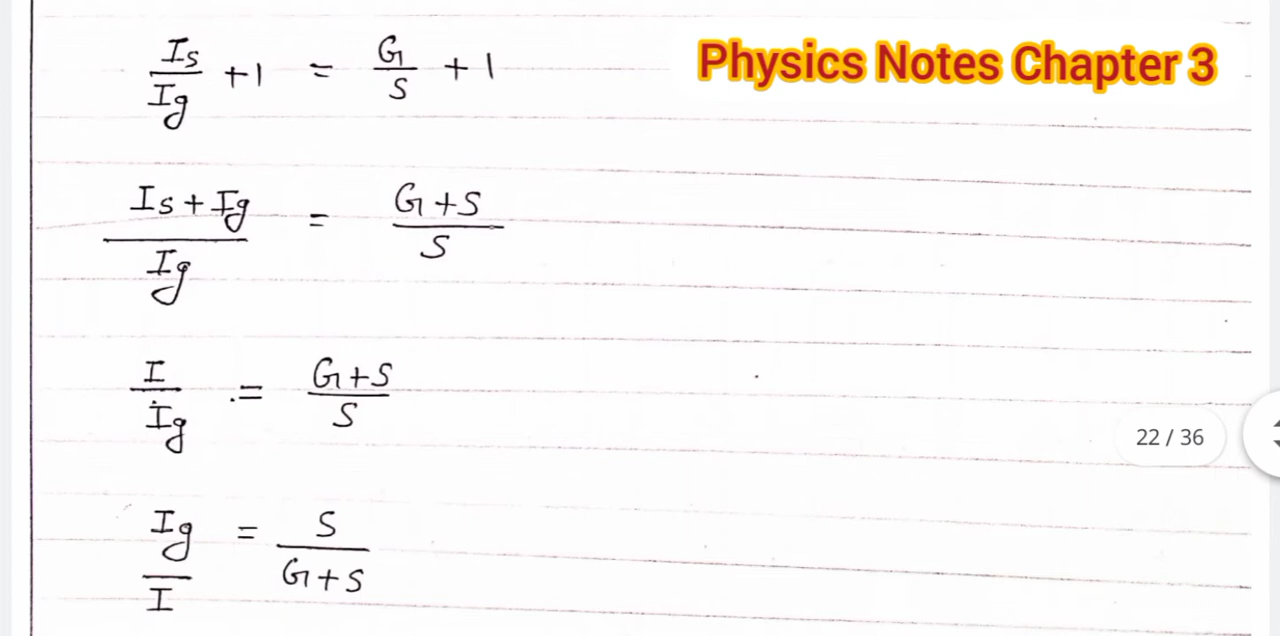 Physics Notes Chapter 3
Is/Ig +1 = G/S +1
Is+Ig/Ig = G+S/S
I/Ig .= G+S/S
22 / 36
Ig/I = S/G+S